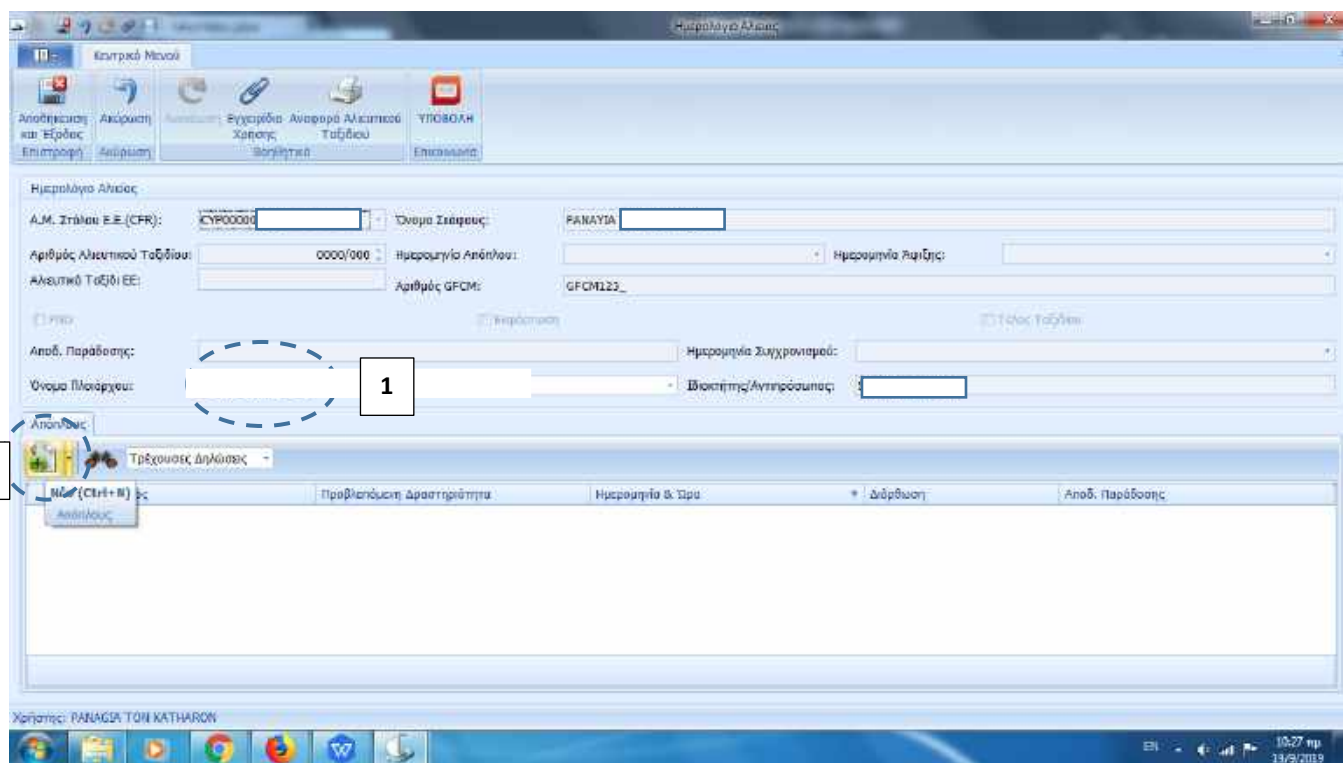 Ημερολόγιο Αλιείας
Κεντρικό Μενού
Αποθήκευση και Έξοδος
Ακύρωση
Εγχειρίδιο Χρήσης
Αναφορά Αλιευτικού Ταξιδιού
ΥΠΟΒΟΛΗ
Επιστροφή Ακύρωση Βοηθητικά Επικοινωνία
Ημερολόγιο Αλιείας
Α.Μ. Στόλου Ε.Ε.(CFR): CYP00000 Όνομα Σκάφους: PANAYIA
Αριθμός Αλιευτικού Ταξιδίου: 0000/000 Ημερομηνία Απόπλου: Ημερομηνία Άφιξης:
Αλιευτικό Ταξίδι ΕΕ: Αριθμός GFCM: GFCM123_
Τέλος Ταξιδίου
Αποδ. Παράδοσης: Ημερομηνία Συγχρονισμού:
Όνομα Πλοιάρχου: 1 Ιδιοκτήτης/Αντιπρόσωπος:
Απόπλους
Τρέχουσες Δηλώσεις
Νέο (Ctrl+N) Προβλεπόμενη Δραστηριότητα Ημερομηνία & Ώρα Διόρθωση Αποδ. Παράδοσης
Απόπλους
Χρήστης: PANAGIA TON KATHARON
EN 10:27 πμ
19/9/2019